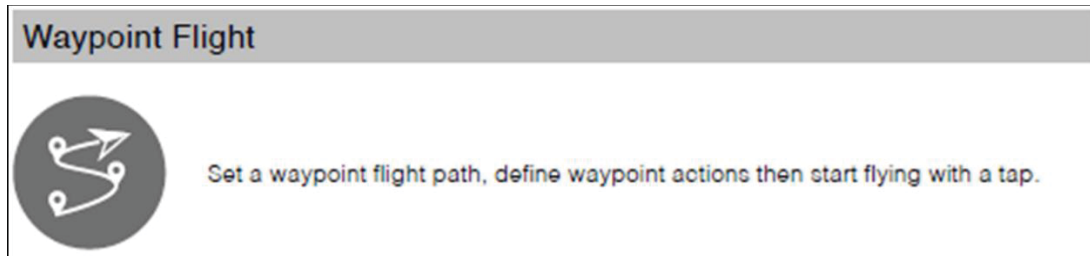 Waypoint Flight
Set a waypoint flight path, define waypoint actions then start flying with a tap.